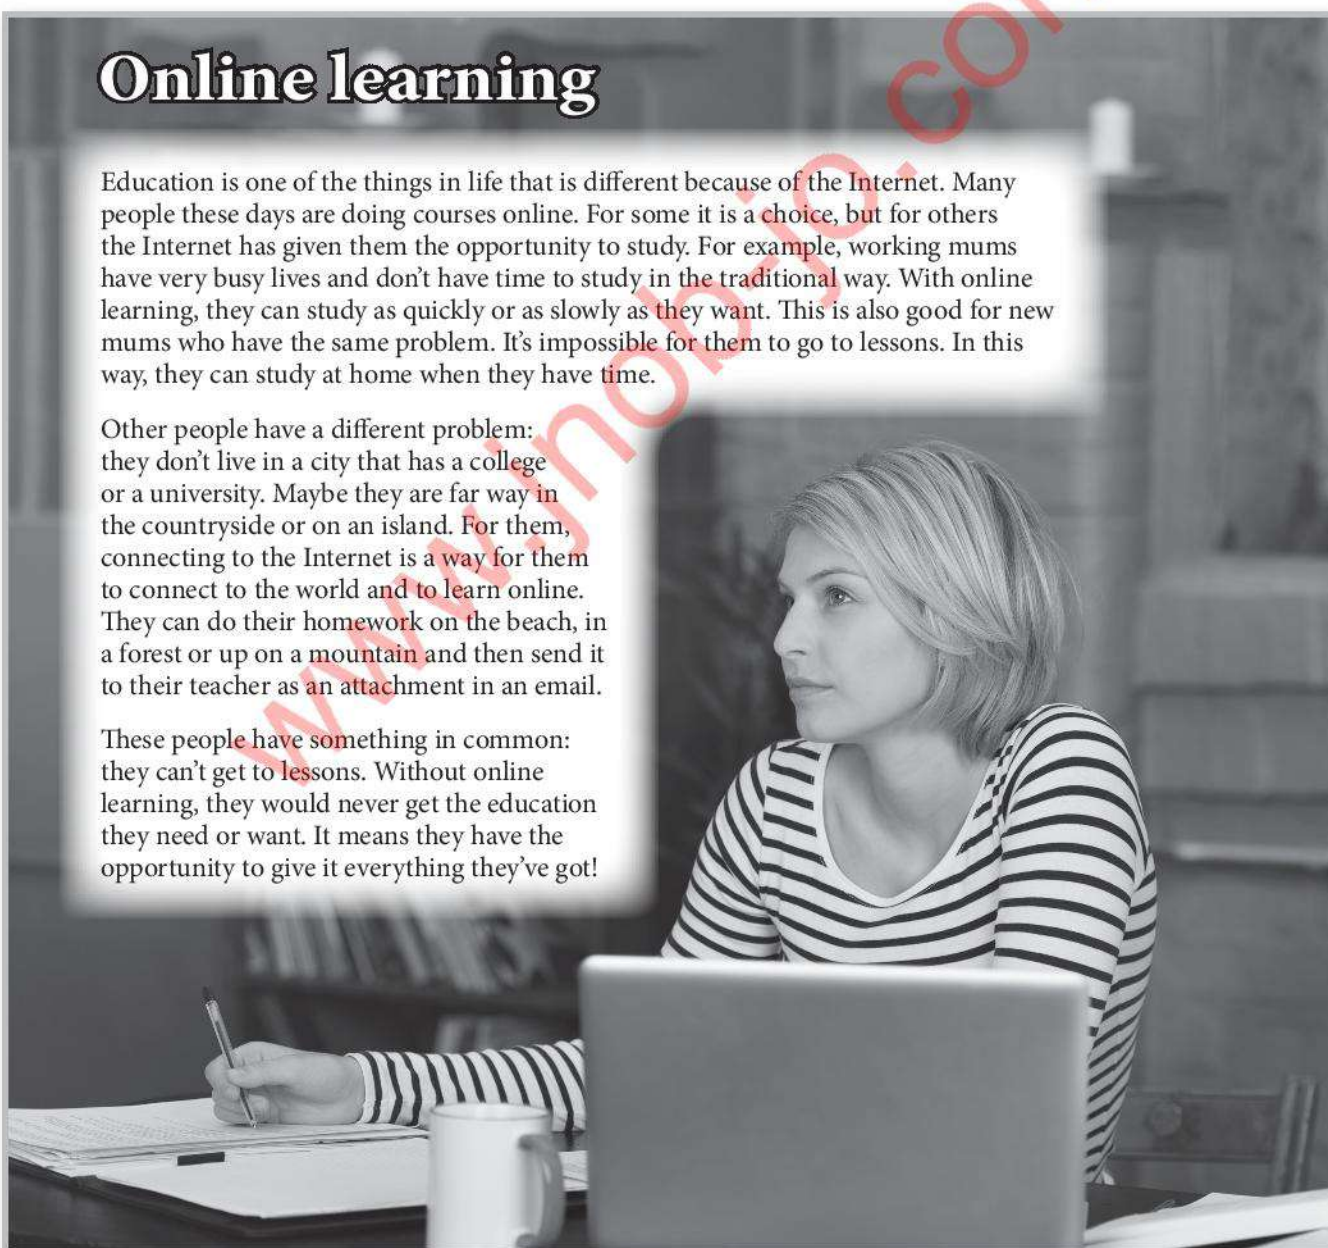 Online learning
Education is one of the things in life that is different because of the Internet. Many
people these days are doing courses online. For some it is a choice, but for others
the Internet has given them the opportunity to study. For example, working mums
have very busy lives and don't have time to study in the traditional way. With online
learning, they can study as quickly or as slowly as they want. This is also good for new
mums who have the same problem. It's impossible for them to go to lessons. In this
way, they can study at home when they have time.
Other people have a different problem:
they don't live in a city that has a college
or a university. Maybe they are far way in
the countryside or on an island. For them,
connecting to the Internet is a way for them
to connect to the world and to learn online.
They can do their homework on the beach, in
a forest or up on a mountain and then send it
to their teacher as an attachment in an email.
These people have something in common:
they can't get to lessons. Without online
learning, they would never get the education
they need or want. It means they have the
opportunity to give it everything they've got!
www.jnob-jo.com